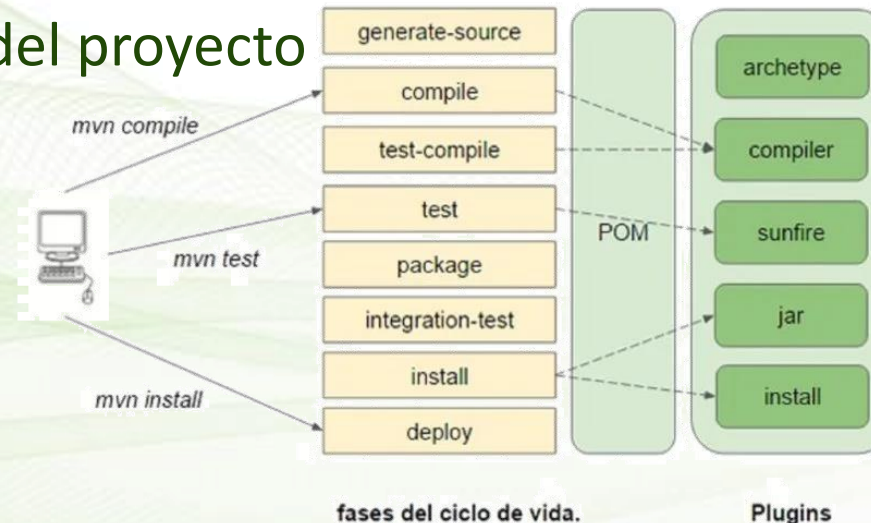 del proyecto
generate-source
compile
test-compile
test
package
integration-test
install
deploy
mvn compile
mvn test
mvn install
POM
archetype
compiler
sunfire
jar
install
fases del ciclo de vida.
Plugins